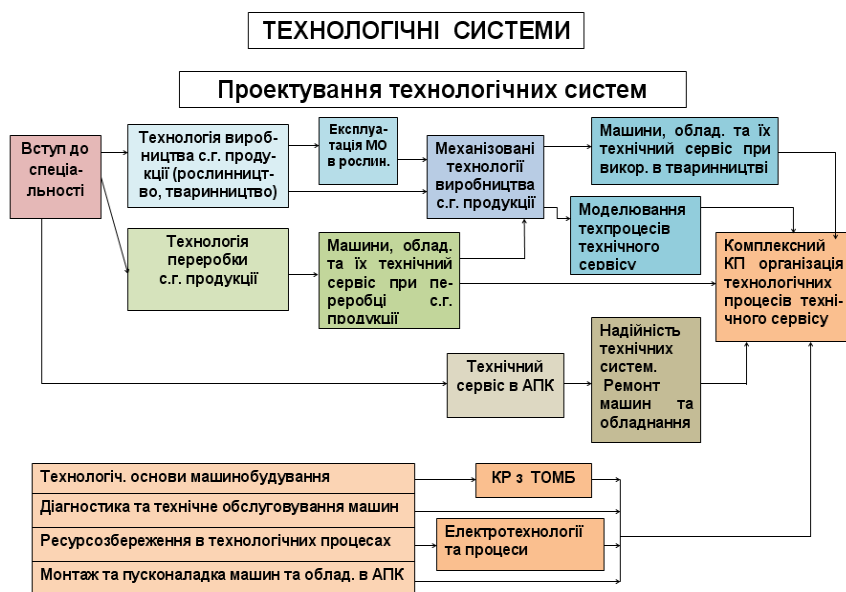 ТЕХНОЛОГІЧНІ СИСТЕМИ
Проектування технологічних систем
Вступ до
спеціа-
льності
Технологія вироб-
ництва с.г. проду-
кції (рослинницт-
во, тваринництво)
Експлуа-
тація МО
в рослин.
Механізовані
технології
виробництва
с.г. продукції
Машини, облад. та їх
технічний сервіс при
викор. в тваринництві
Моделювання
техпроцесів
технічного
сервісу
Технологія
переробки
с.г. продукції
Машини, облад.
та їх технічний
сервіс при пе-
реробці с.г.
продукції
Комплексний
КП організація
технологічних
процесів техні-
чного сервісу
Технічний
сервіс в АПК
Надійність
технічних
систем.
Ремонт
машин та
обладнання
Технологіч. основи машинобудування
КР з ТОМБ
Діагностика та технічне обслуговування машин
Ресурсозбереження в технологічних процесах
Електротехнології
та процеси
Монтаж та пусконаладка машин та облад. в АПК